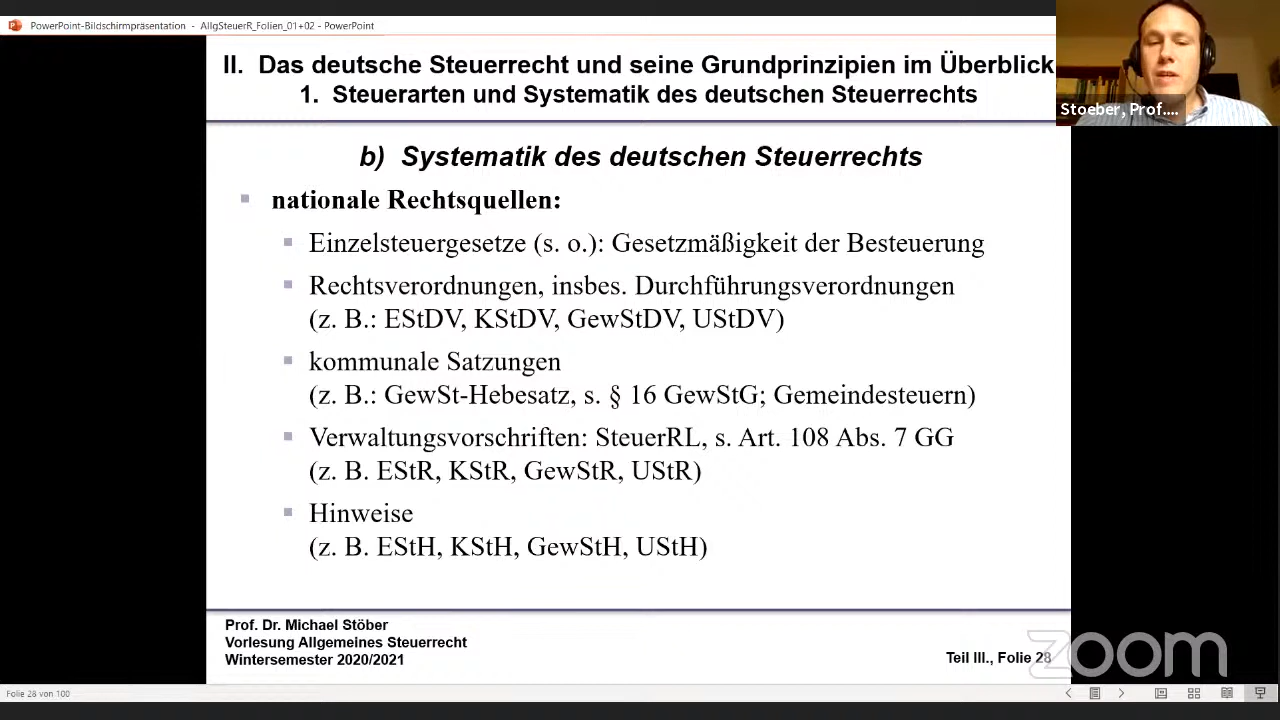 PowerPoint-Bildschirmpräsentation - AllgSteuerR_Folien_01+02 - PowerPoint
II. Das deutsche Steuerrecht und seine Grundprinzipien im Überblick
1. Steuerarten und Systematik des deutschen Steuerrechts
Stoeber, Prof....
b) Systematik des deutschen Steuerrechts
nationale Rechtsquellen:
Einzelsteuergesetze (s. o.): Gesetzmäßigkeit der Besteuerung
Rechtsverordnungen, insbes. Durchführungsverordnungen
(z. B.: EStDV, KStDV, GewStDV, UStDV)
kommunale Satzungen
(z. B.: GewSt-Hebesatz, s. § 16 GewStG; Gemeindesteuern)
Verwaltungsvorschriften: SteuerRL, s. Art. 108 Abs. 7 GG
(z. B. EStR, KStR, GewStR, UStR)
Hinweise
(z. B. EStH, KStH, GewStH, UStH)
Prof. Dr. Michael Stöber
Vorlesung Allgemeines Steuerrecht
Wintersemester 2020/2021
Teil III., Folie 28
zoom
Folie 28 von 100